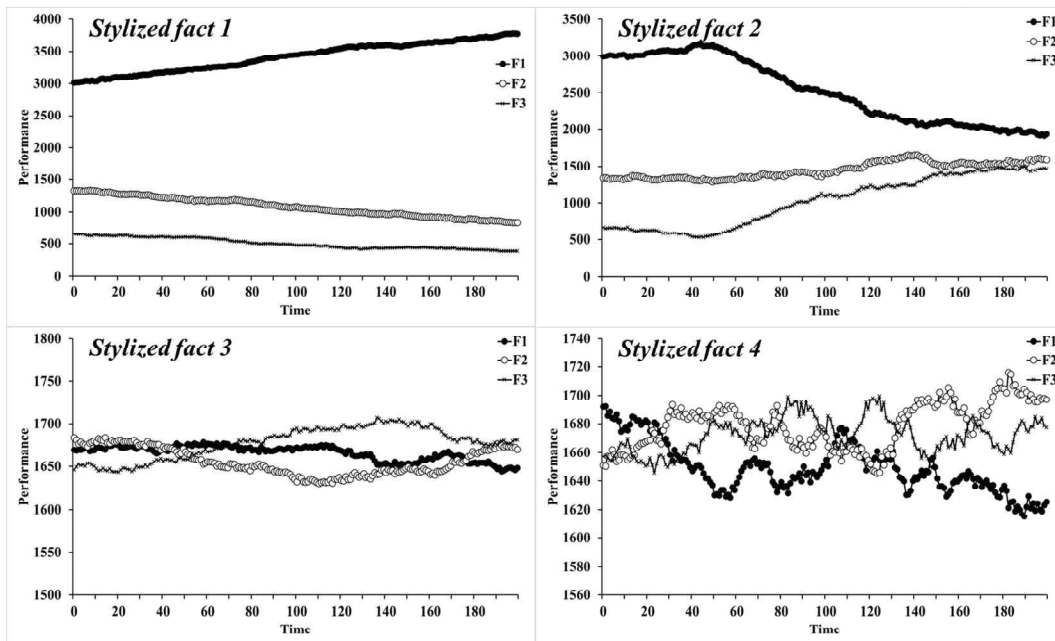 Stylized fact 1
4000
3500
3000
2500
2000
1500
1000
500
0
Performance
0 20 40 60 80 100 120 140 160 180
Time
F1
F2
F3
Stylized fact 2
3500
3000
2500
2000
1500
1000
500
0
Performance
0 20 40 60 80 100 120 140 160 180
Time
F1
F2
F3
Stylized fact 3
1800
1750
1700
1650
1600
1550
1500
Performance
0 20 40 60 80 100 120 140 160 180
Time
F1
F2
F3
Stylized fact 4
1740
1720
1700
1680
1660
1640
1620
1600
1580
1560
Performance
0 20 40 60 80 100 120 140 160 180
Time
F1
F2
F3